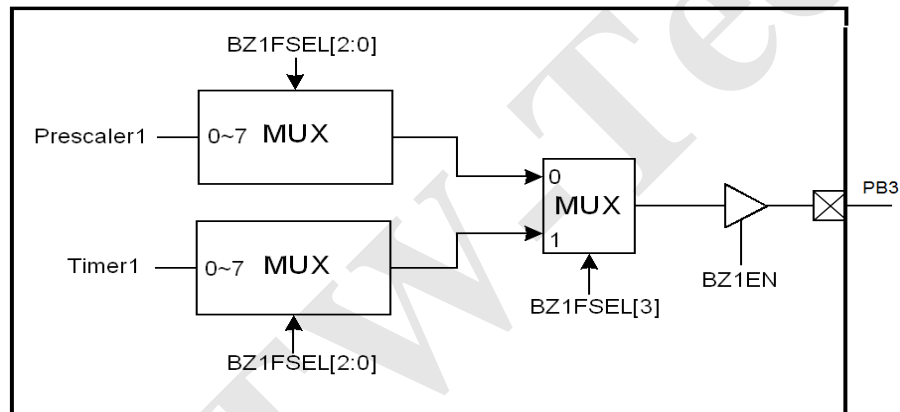 BZ1FSEL[2:0]
Prescaler1
0~7 MUX
0
MUX
1
PB3
Timer1
0~7 MUX
BZ1EN
BZ1FSEL[3]
BZ1FSEL[2:0]